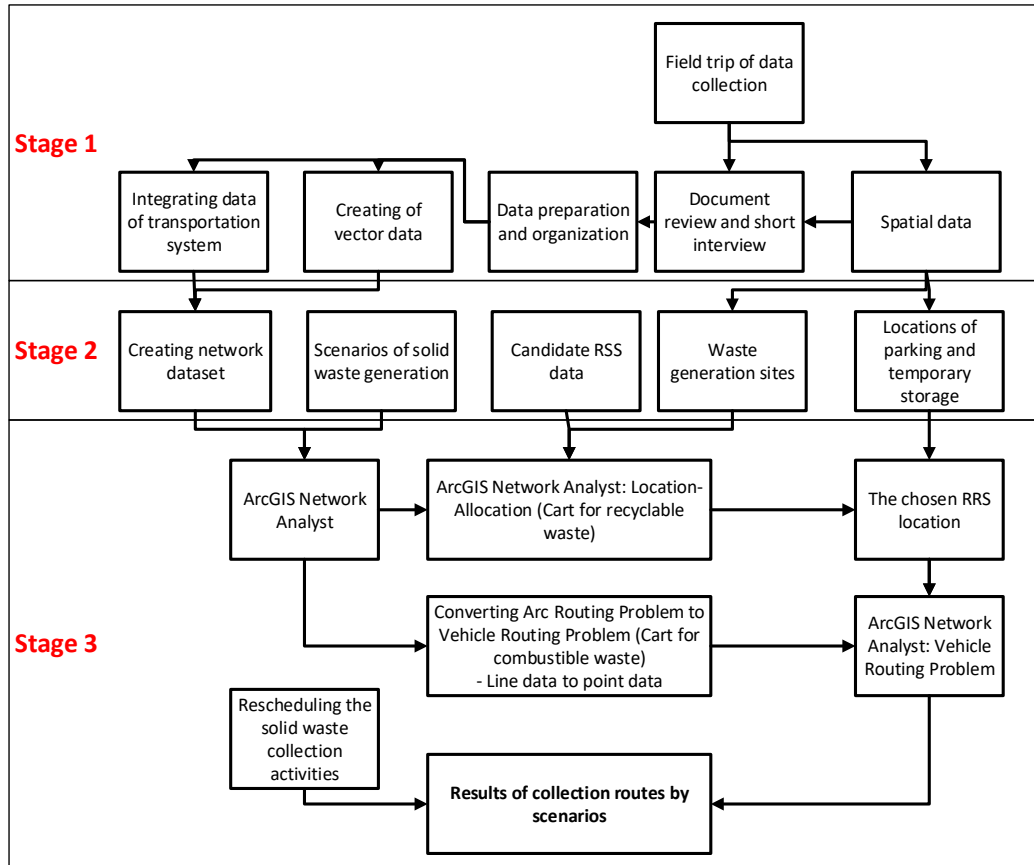 Stage 1
Field trip of data
collection
Integrating data
of transportation
system
Creating of
vector data
Data preparation
and organization
Document
review and short
interview
Spatial data
Stage 2
Creating network
dataset
Scenarios of solid
waste generation
Candidate RSS
data
Waste
generation sites
Locations of
parking and
temporary
storage
Stage 3
ArcGIS Network
Analyst
ArcGIS Network Analyst: Location-
Allocation (Cart for recyclable
waste)
The chosen RRS
location
Converting Arc Routing Problem to
Vehicle Routing Problem (Cart for
combustible waste)
- Line data to point data
ArcGIS Network
Analyst: Vehicle
Routing Problem
Rescheduling the
solid waste
collection
activities
Results of collection routes by
scenarios